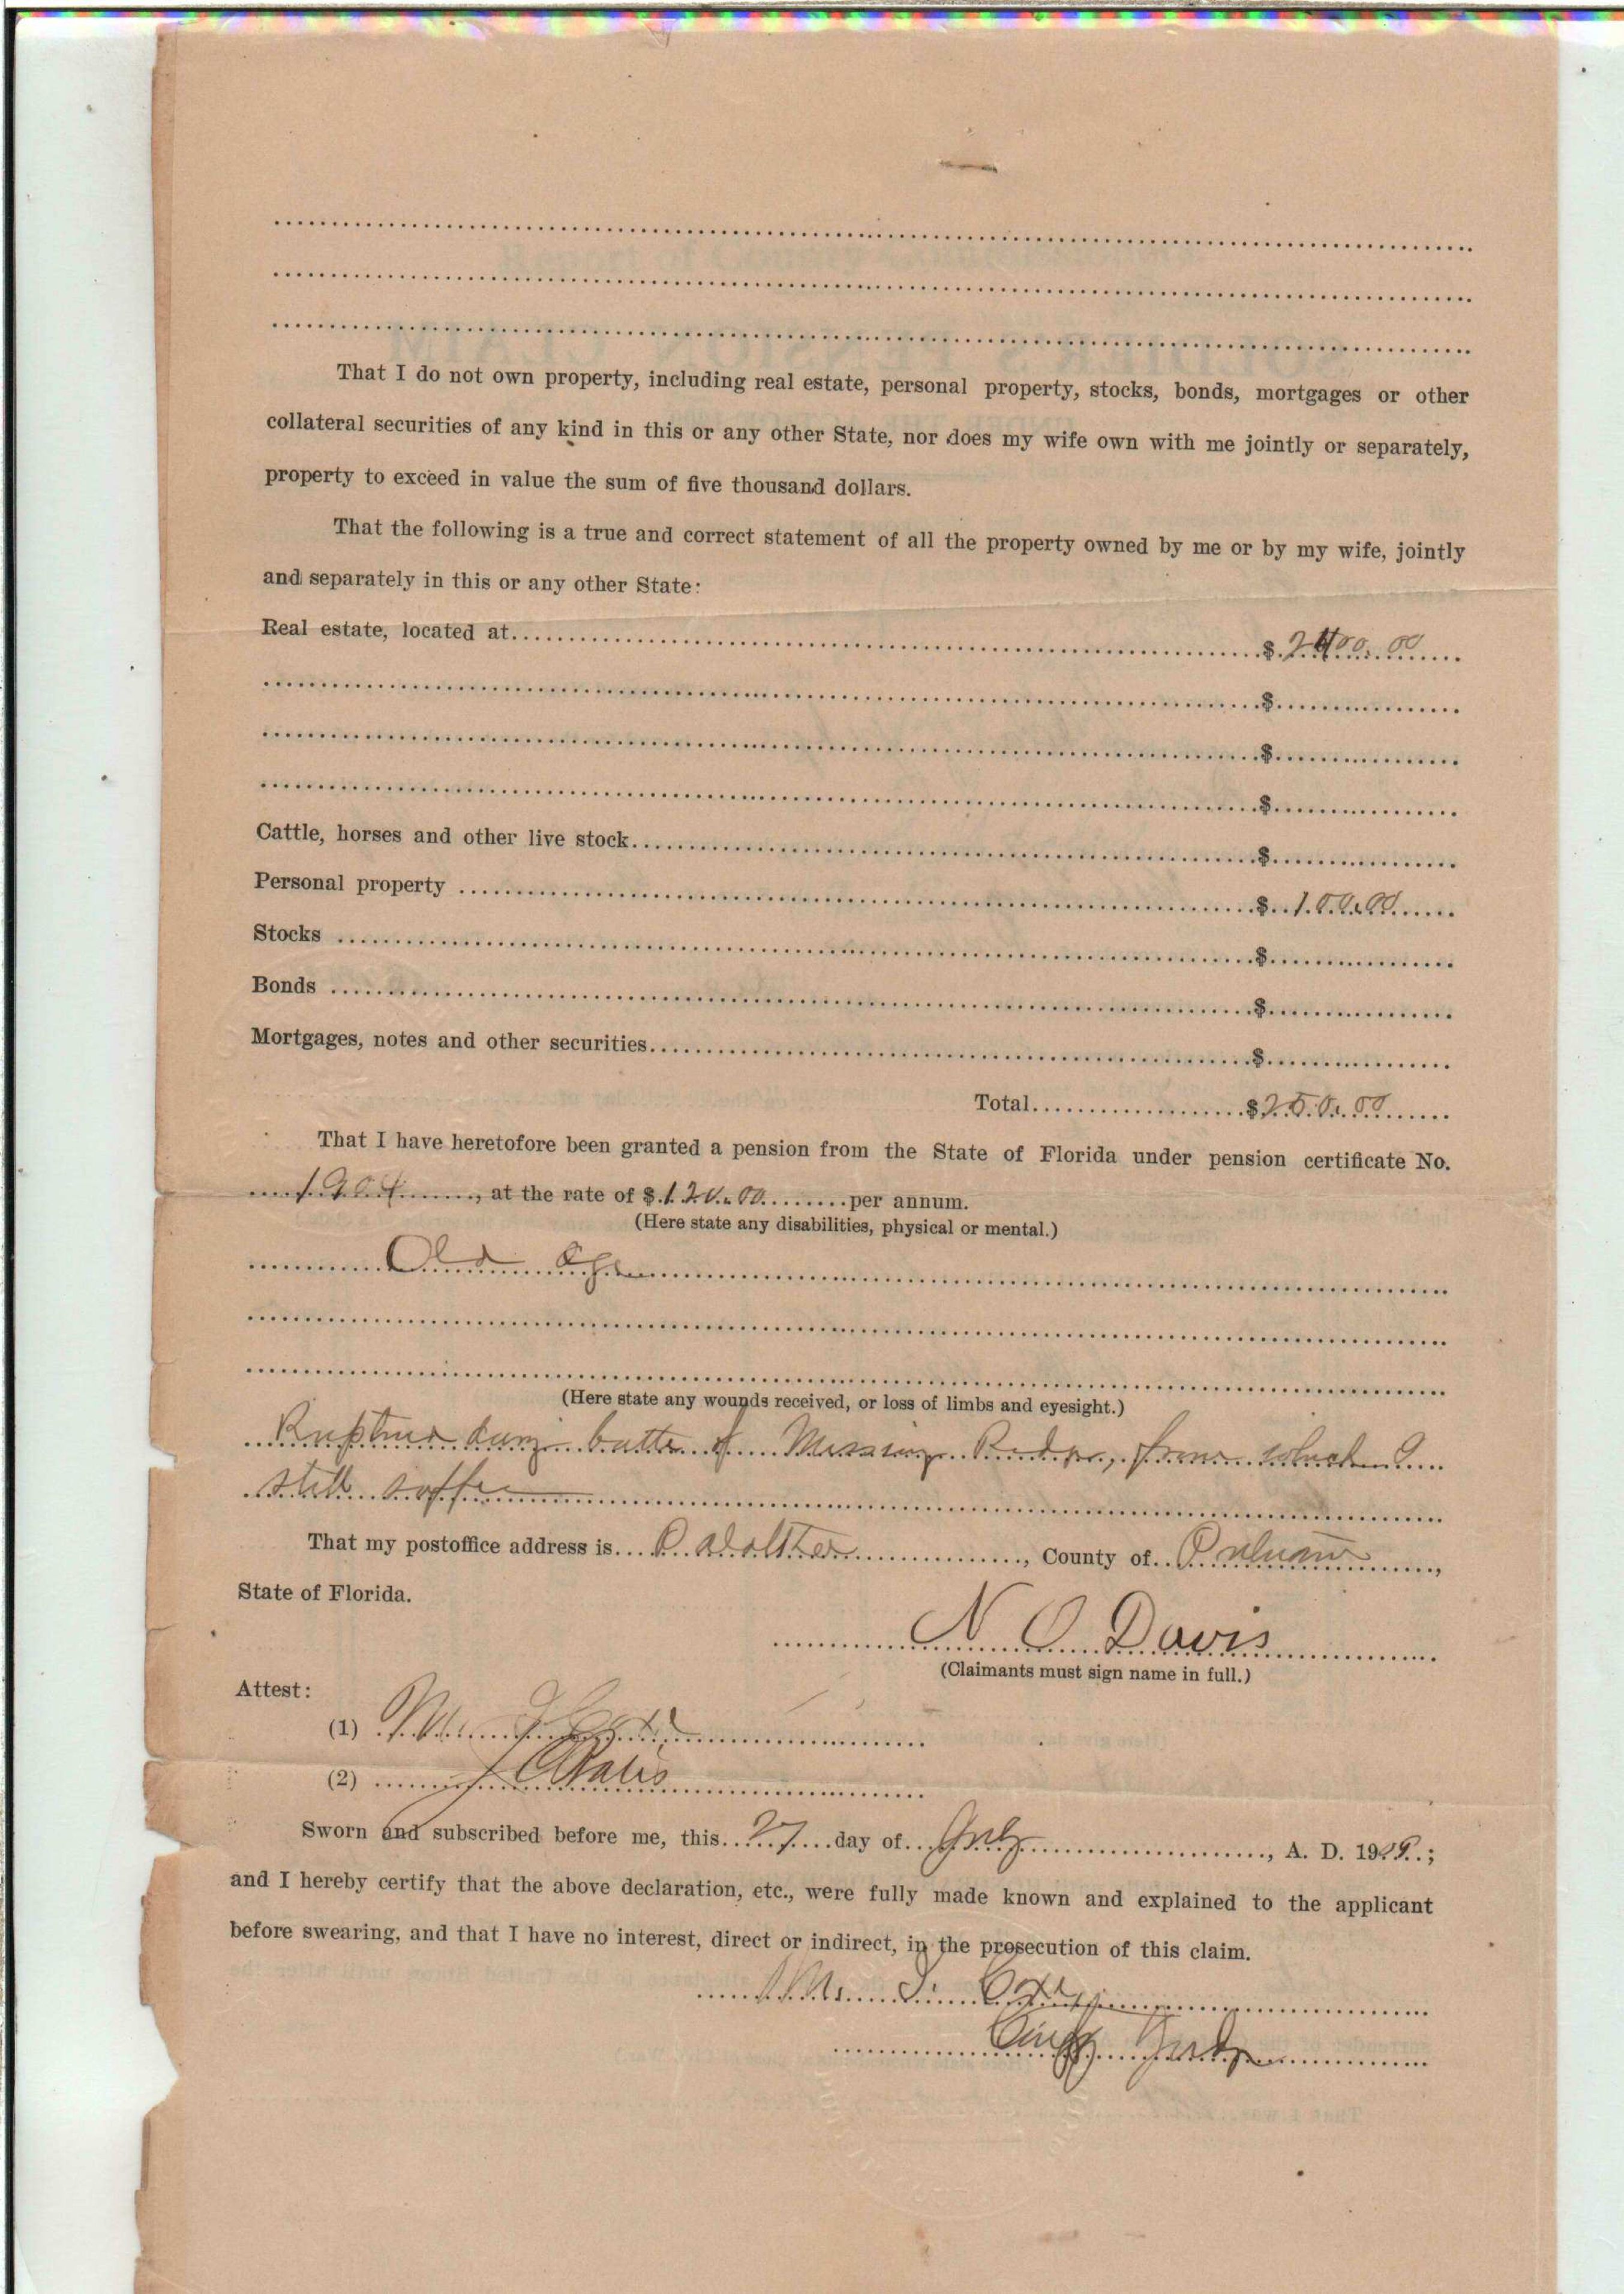 That I do not own property, including real estate, personal property, stocks, bonds, mortgages or other
collateral securities of any kind in this or any other State, nor does my wife own with me jointly or separately,
property to exceed in value the sum of five thousand dollars.
That the following is a true and correct statement of all the property owned by me or by my wife, jointly
and separately in this or any other State:
Real estate, located at $ 2400.00
$
$
$
Cattle, horses and other live stock $
Personal property $ 100.00
Stocks $
Bonds $
Mortgages, notes and other securities $
Total $ 250.00
That I have heretofore been granted a pension from the State of Florida under pension certificate No.
1904, at the rate of $ 120.00 per annum.
(Here state any disabilities, physical or mental.)
Old Age
(Here state any wounds received, or loss of limbs and eyesight.)
battle of Ridge, from which I
still suffer
That my postoffice address is , County of Putnam,
State of Florida.
N O Davis
(Claimants must sign name in full.)
Attest:
(1)
(2) Davis
Sworn and subscribed before me, this 27 day of July, A. D. 19 ;
and I hereby certify that the above declaration, etc., were fully made known and explained to the applicant
before swearing, and that I have no interest, direct or indirect, in the prosecution of this claim.
County Judge